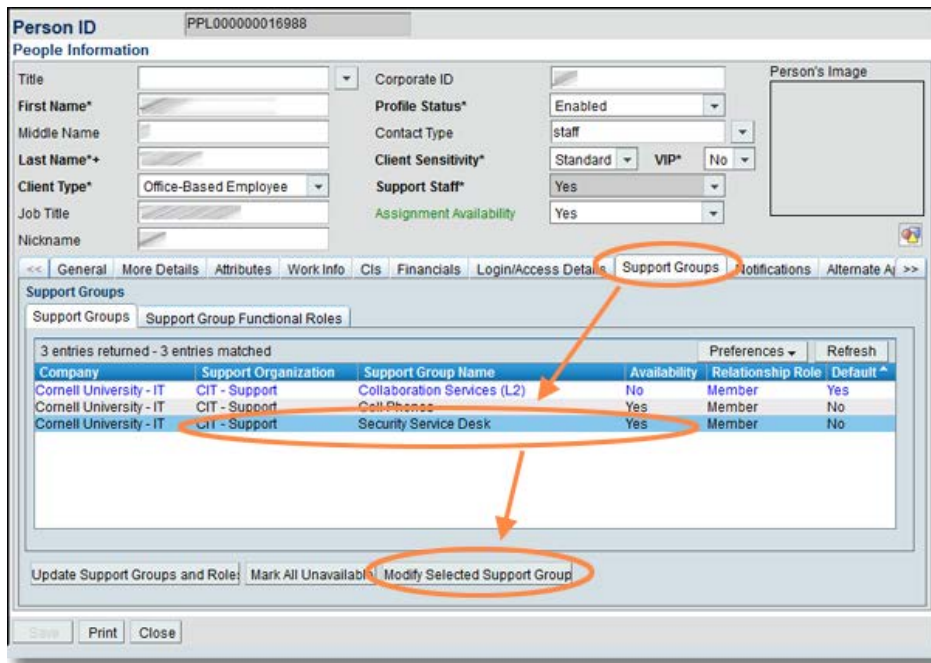 Person ID PPL000000016988
People Information
Title Corporate ID Person's Image
First Name* Profile Status* Enabled
Middle Name Contact Type staff
Last Name*+ Client Sensitivity* Standard VIP* No
Client Type* Office-Based Employee Support Staff* Yes
Job Title Assignment Availability Yes
Nickname
<< General More Details Attributes Work Info CIs Financials Login/Access Details Support Groups Notifications Alternate A >>
Support Groups
Support Groups Support Group Functional Roles
3 entries returned - 3 entries matched Preferences Refresh
Company Support Organization Support Group Name Availability Relationship Role Default
Cornell University - IT CIT - Support Collaboration Services (L2) No Member Yes
Cornell University - IT CIT - Support Cell Phones Yes Member No
Cornell University - IT CIT - Support Security Service Desk Yes Member No
Update Support Groups and Roles Mark All Unavailable Modify Selected Support Group
Save Print Close